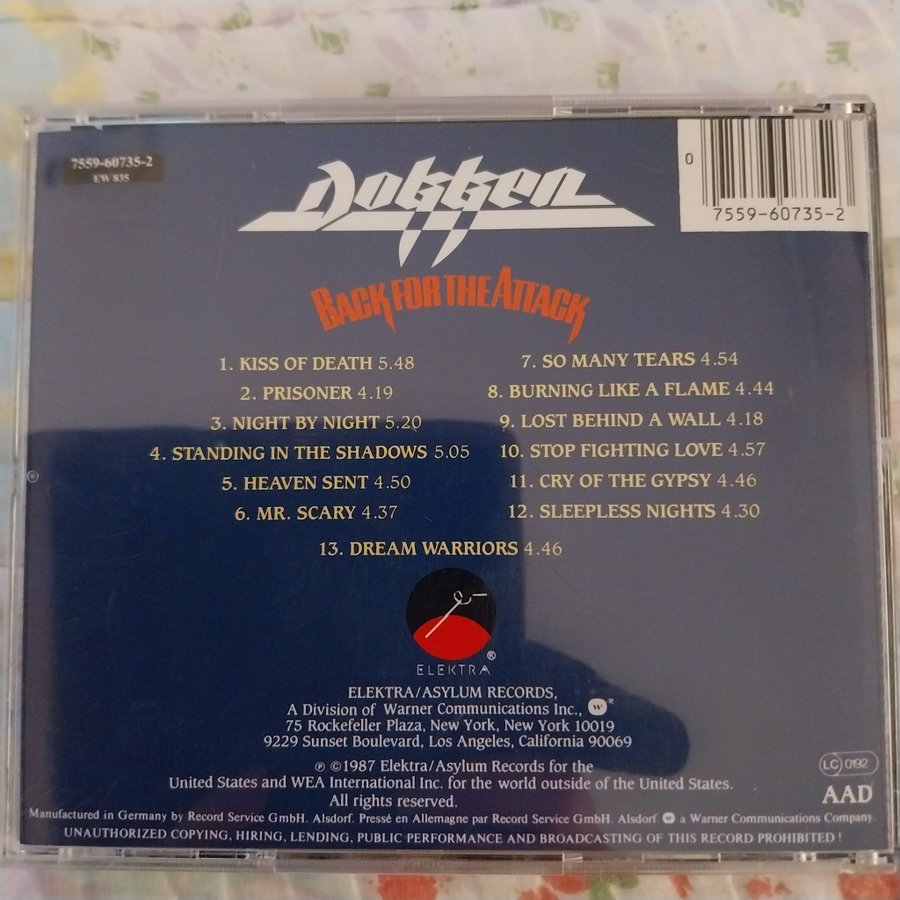 7559-60735-2
EW 835
Dokken
0
7559-60735-2
BACK FOR THE ATTACK
1. KISS OF DEATH 5.48
2. PRISONER 4.19
3. NIGHT BY NIGHT 5.20
4. STANDING IN THE SHADOWS 5.05
5. HEAVEN SENT 4.50
6. MR. SCARY 4.37
7. SO MANY TEARS 4.54
8. BURNING LIKE A FLAME 4.44
9. LOST BEHIND A WALL 4.18
10. STOP FIGHTING LOVE 4.57
11. CRY OF THE GYPSY 4.46
12. SLEEPLESS NIGHTS 4.30
13. DREAM WARRIORS 4.46
ELEKTRA®
ELEKTRA/ASYLUM RECORDS,
A Division of Warner Communications Inc., W®
75 Rockefeller Plaza, New York, New York 10019
9229 Sunset Boulevard, Los Angeles, California 90069
℗ ©1987 Elektra/Asylum Records for the
United States and WEA International Inc. for the world outside of the United States.
All rights reserved.
LC 0192
AAD
Manufactured in Germany by Record Service GmbH. Alsdorf. Pressé en Allemagne par Record Service GmbH. Alsdorf W a Warner Communications Company.
UNAUTHORIZED COPYING, HIRING, LENDING, PUBLIC PERFORMANCE AND BROADCASTING OF THIS RECORD PROHIBITED!